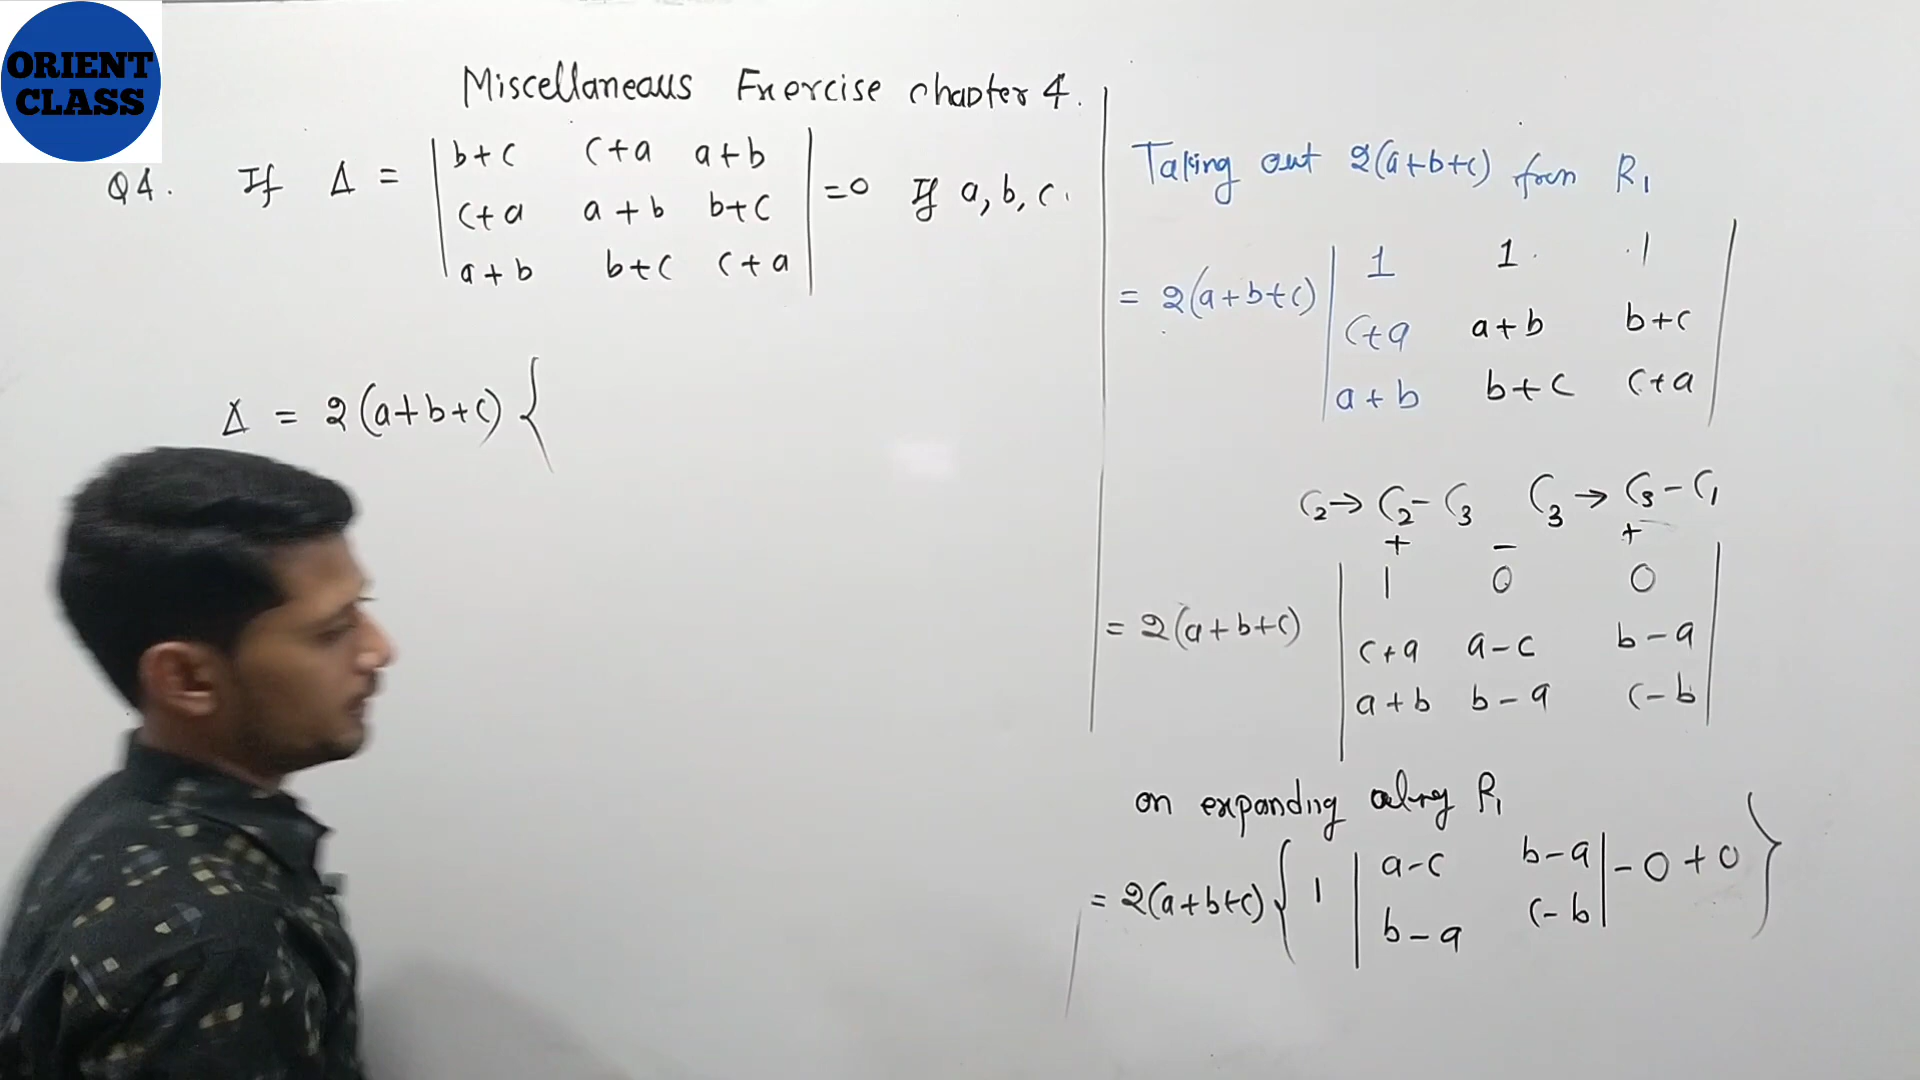 ORIENT
CLASS
Miscellaneous Exercise chapter 4.
Q4. If Δ = | b+c c+a a+b |
| c+a a+b b+c | =0 If a, b, c.
| a+b b+c c+a |
Δ = 2(a+b+c) {
Taking out 2(a+b+c) from R₁
| 1 1 1 |
= 2(a+b+c) | c+a a+b b+c |
| a+b b+c c+a |
C₂→ C₂- C₃ C₃ → C₃-C₁
+ - +
| 1 0 0 |
= 2(a+b+c) | c+a a-c b-a |
| a+b b-a c-b |
on expanding along R₁
= 2(a+b+c) { 1 | a-c b-a | -0+0 }
| b-a c-b |